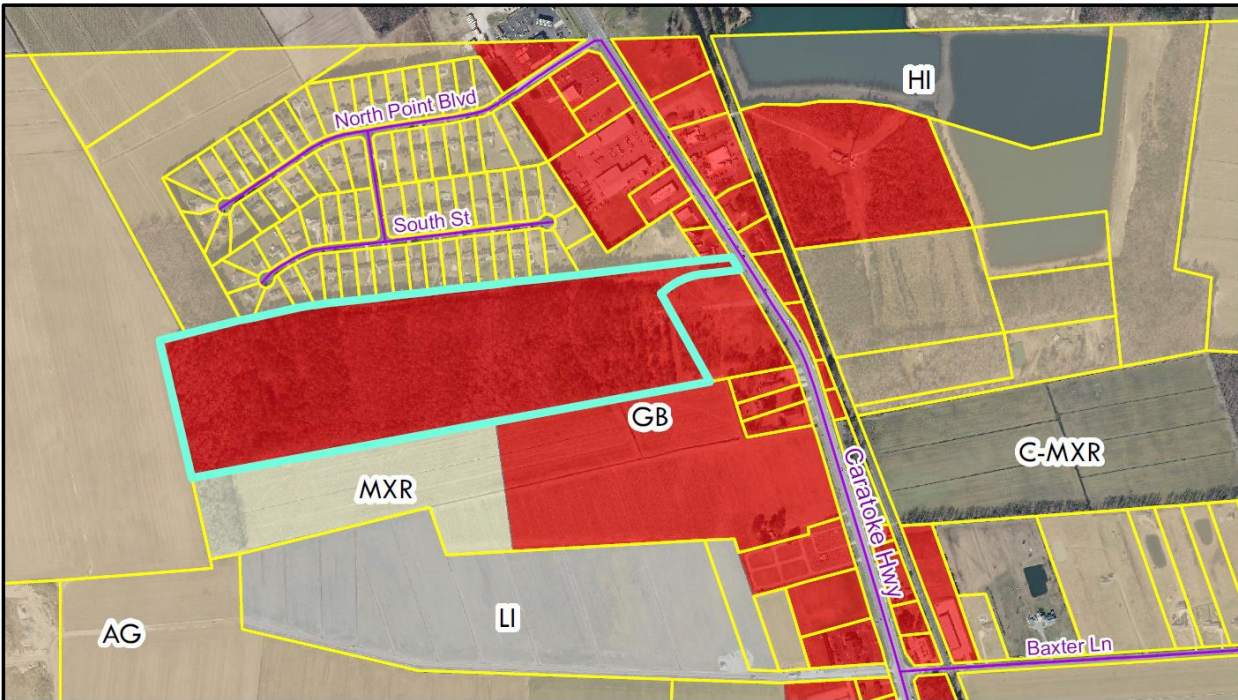 HI
North Point Blvd
South St
GB
C-MXR
MXR
Caratoke Hwy
LI
AG
Baxter Ln